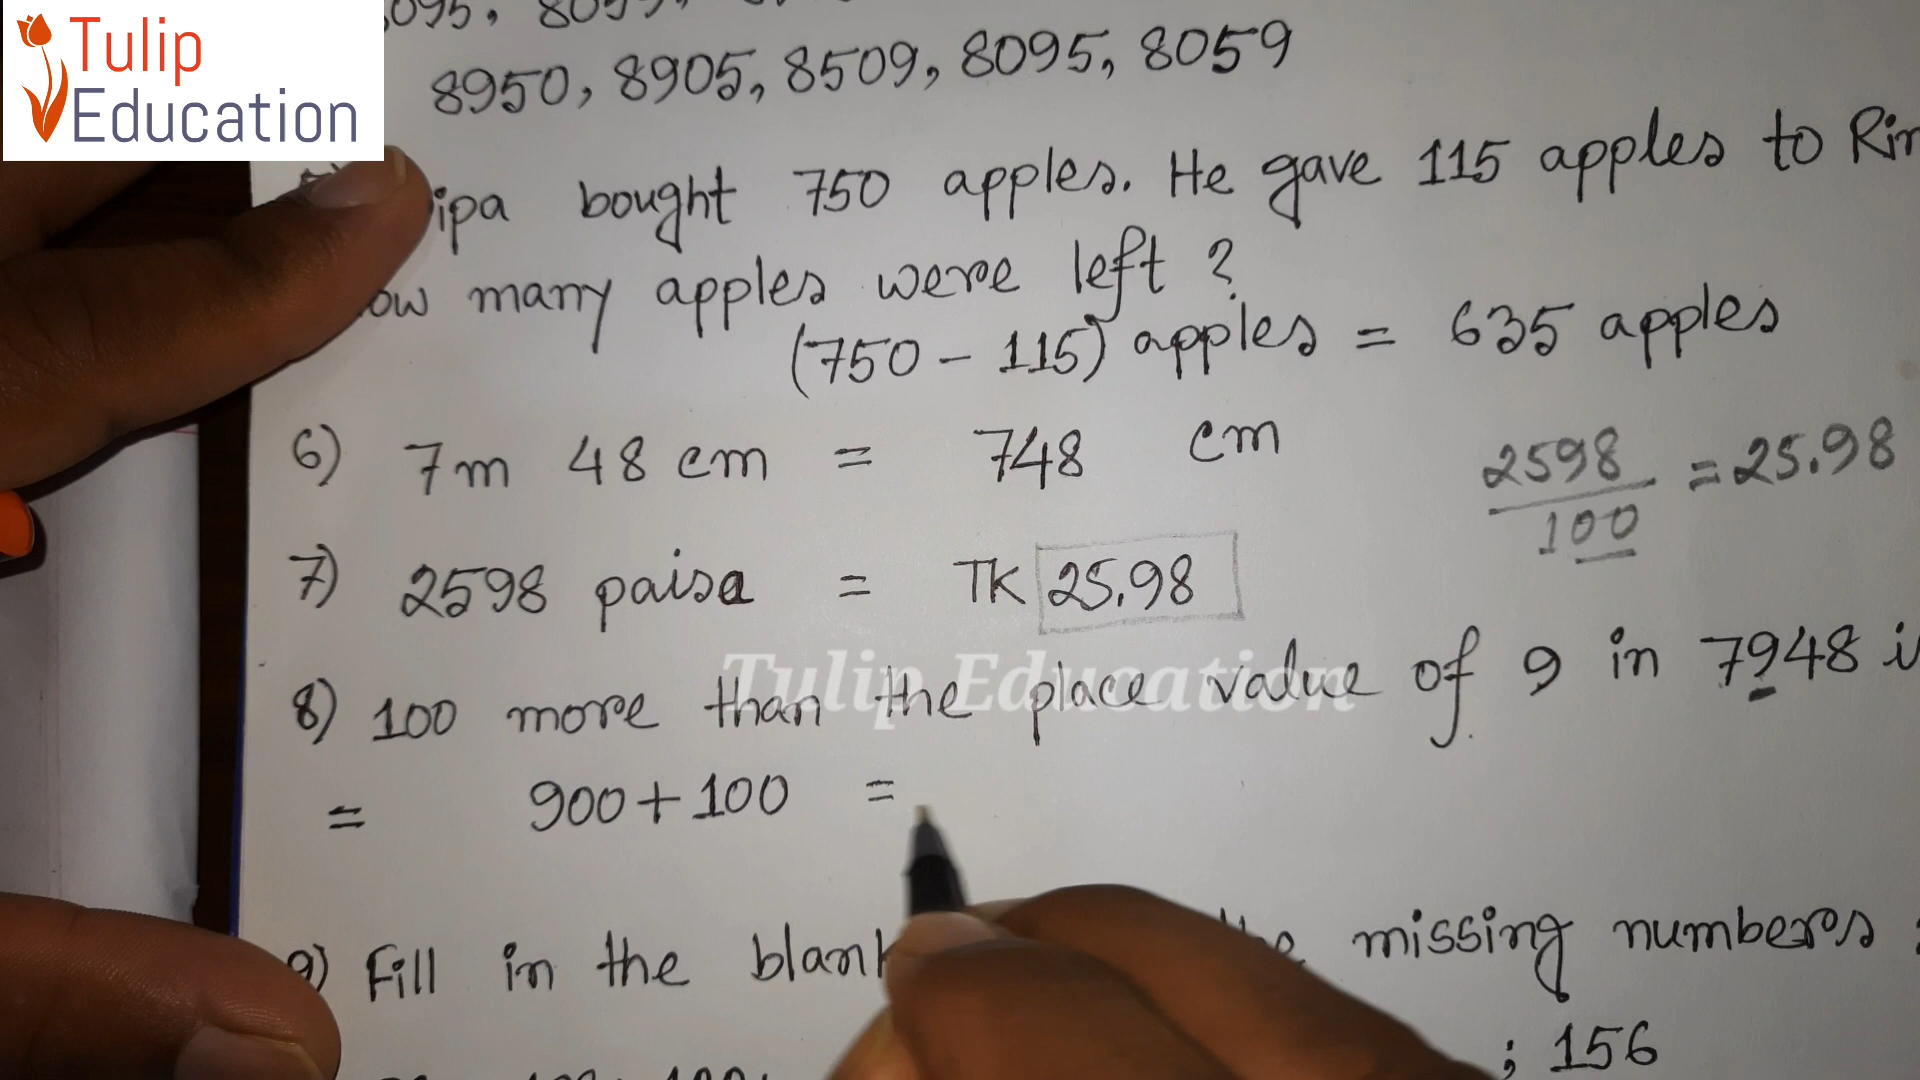 Tulip
Education
8095, 8059,
8950, 8905, 8509, 8095, 8059
ipa bought 750 apples. He gave 115 apples to Rim
ow many apples were left ?
(750 - 115) apples = 635 apples
6) 7m 48 cm = 748 cm
2598
100
= 25.98
7) 2598 paisa = TK 25.98
Tulip Education
8) 100 more than the place value of 9 in 7948 i
= 900 + 100 =
9) Fill in the blank missing numbers :
; 156